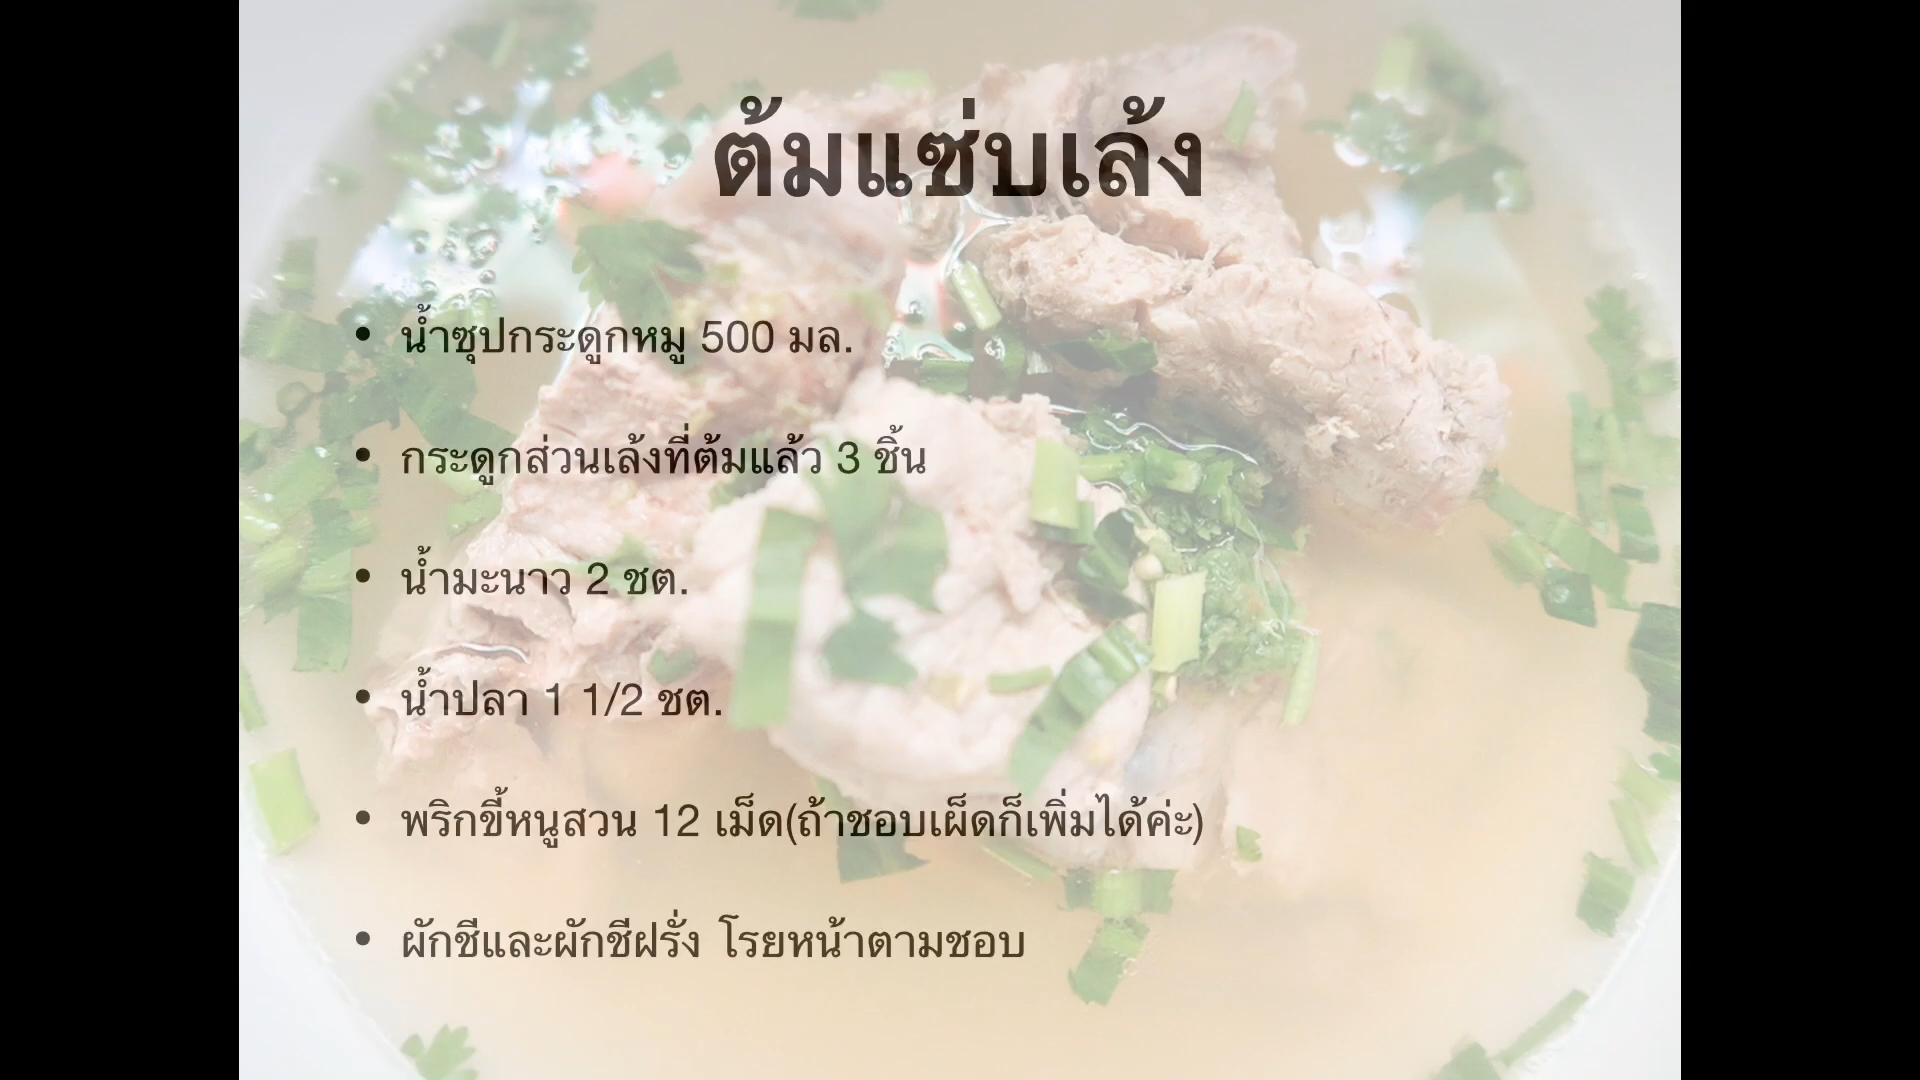 ต้มแซ่บเล้ง
• น้ำซุปกระดูกหมู 500 มล.
• กระดูกส่วนเล้งที่ต้มแล้ว 3 ชิ้น
• น้ำมะนาว 2 ชต.
• น้ำปลา 1 1/2 ชต.
• พริกขี้หนูสวน 12 เม็ด(ถ้าชอบเผ็ดก็เพิ่มได้ค่ะ)
• ผักชีและผักชีฝรั่ง โรยหน้าตามชอบ